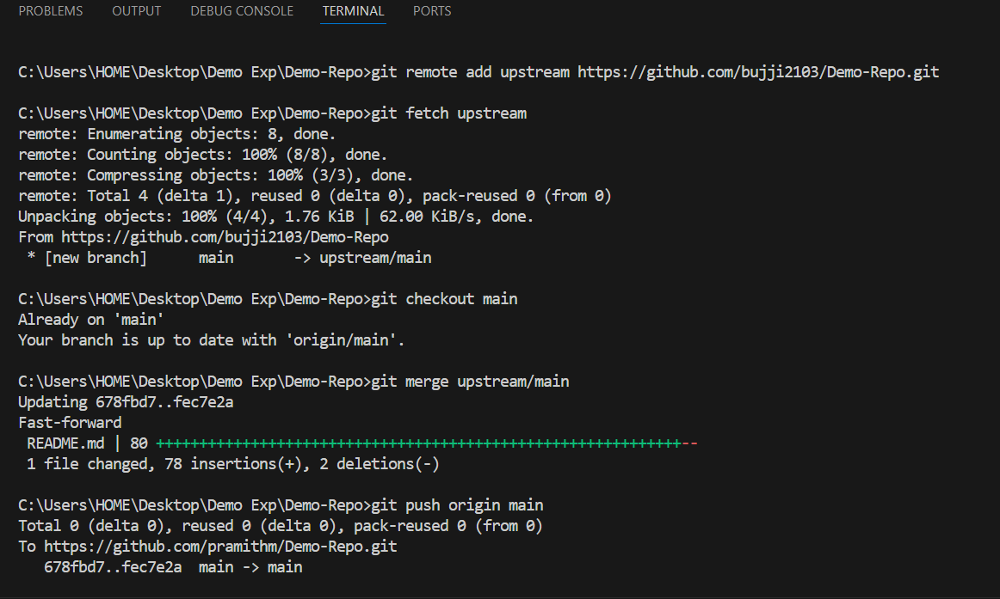 PROBLEMS OUTPUT DEBUG CONSOLE TERMINAL PORTS
C:\Users\HOME\Desktop\Demo Exp\Demo-Repo>git remote add upstream https://github.com/bujji2103/Demo-Repo.git
C:\Users\HOME\Desktop\Demo Exp\Demo-Repo>git fetch upstream
remote: Enumerating objects: 8, done.
remote: Counting objects: 100% (8/8), done.
remote: Compressing objects: 100% (3/3), done.
remote: Total 4 (delta 1), reused 0 (delta 0), pack-reused 0 (from 0)
Unpacking objects: 100% (4/4), 1.76 KiB | 62.00 KiB/s, done.
From https://github.com/bujji2103/Demo-Repo
 * [new branch]      main       -> upstream/main
C:\Users\HOME\Desktop\Demo Exp\Demo-Repo>git checkout main
Already on 'main'
Your branch is up to date with 'origin/main'.
C:\Users\HOME\Desktop\Demo Exp\Demo-Repo>git merge upstream/main
Updating 678fbd7..fec7e2a
Fast-forward
 README.md | 80 +++++++++++++++++++++++++++++++++++++++++++++++++++++++++++++--
 1 file changed, 78 insertions(+), 2 deletions(-)
C:\Users\HOME\Desktop\Demo Exp\Demo-Repo>git push origin main
Total 0 (delta 0), reused 0 (delta 0), pack-reused 0 (from 0)
To https://github.com/pramithm/Demo-Repo.git
   678fbd7..fec7e2a  main -> main